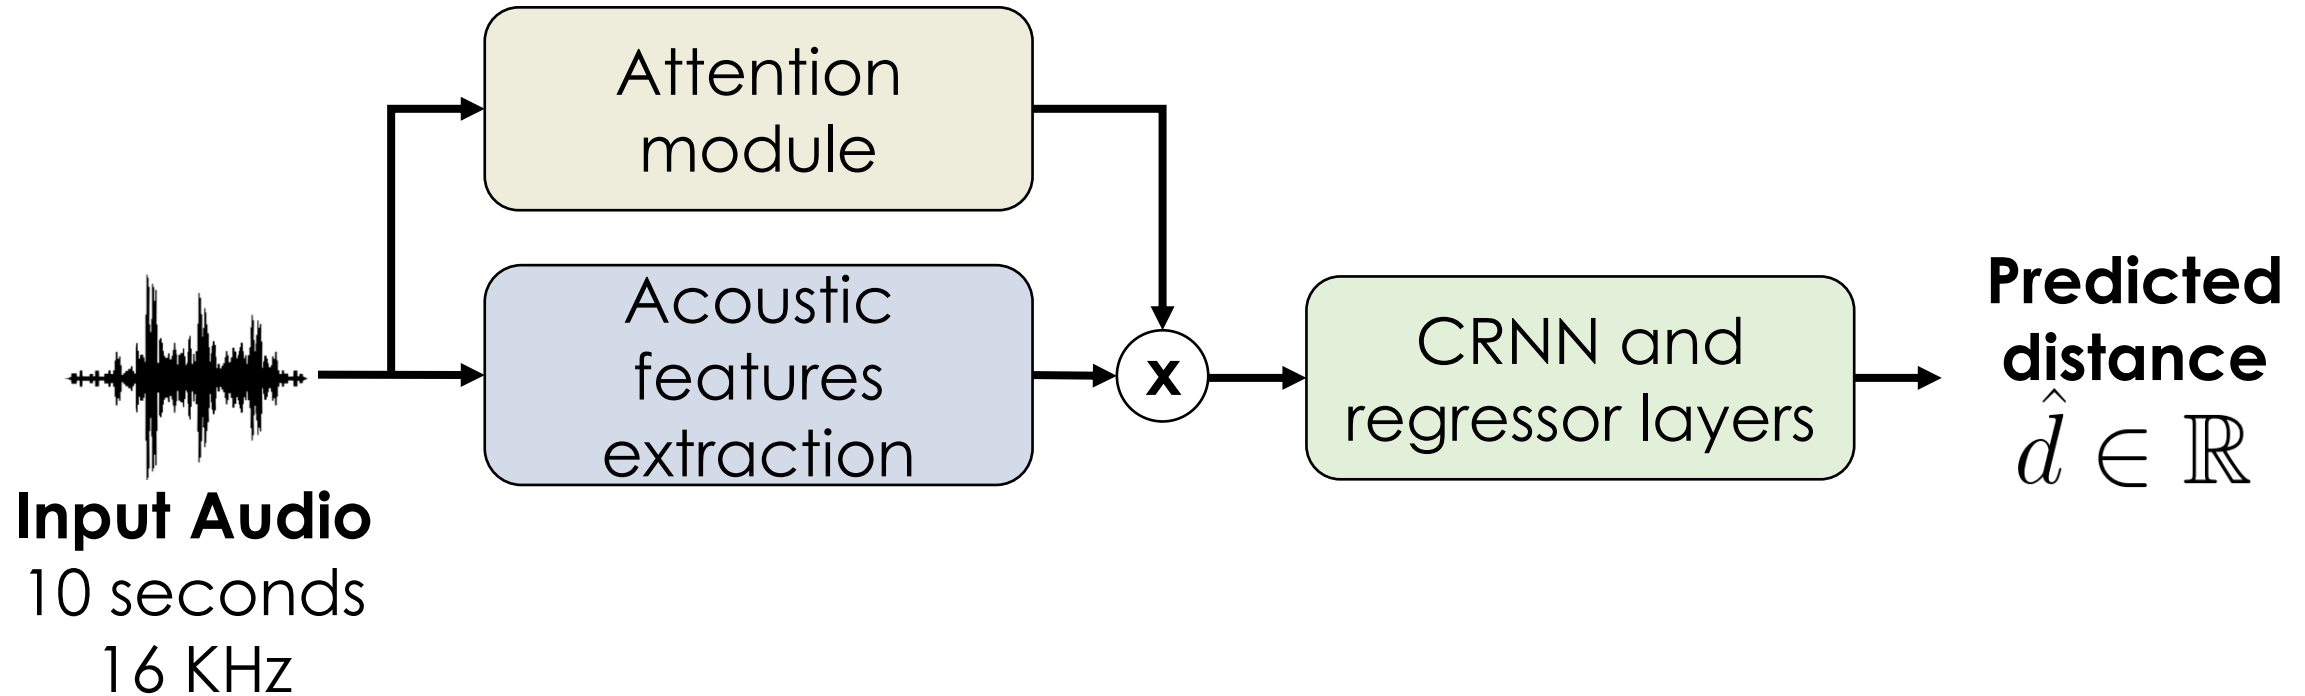 Attention
module
Acoustic
features
extraction
x
CRNN and
regressor layers
Predicted
distance
d̂ ∈ ℝ
Input Audio
10 seconds
16 KHz